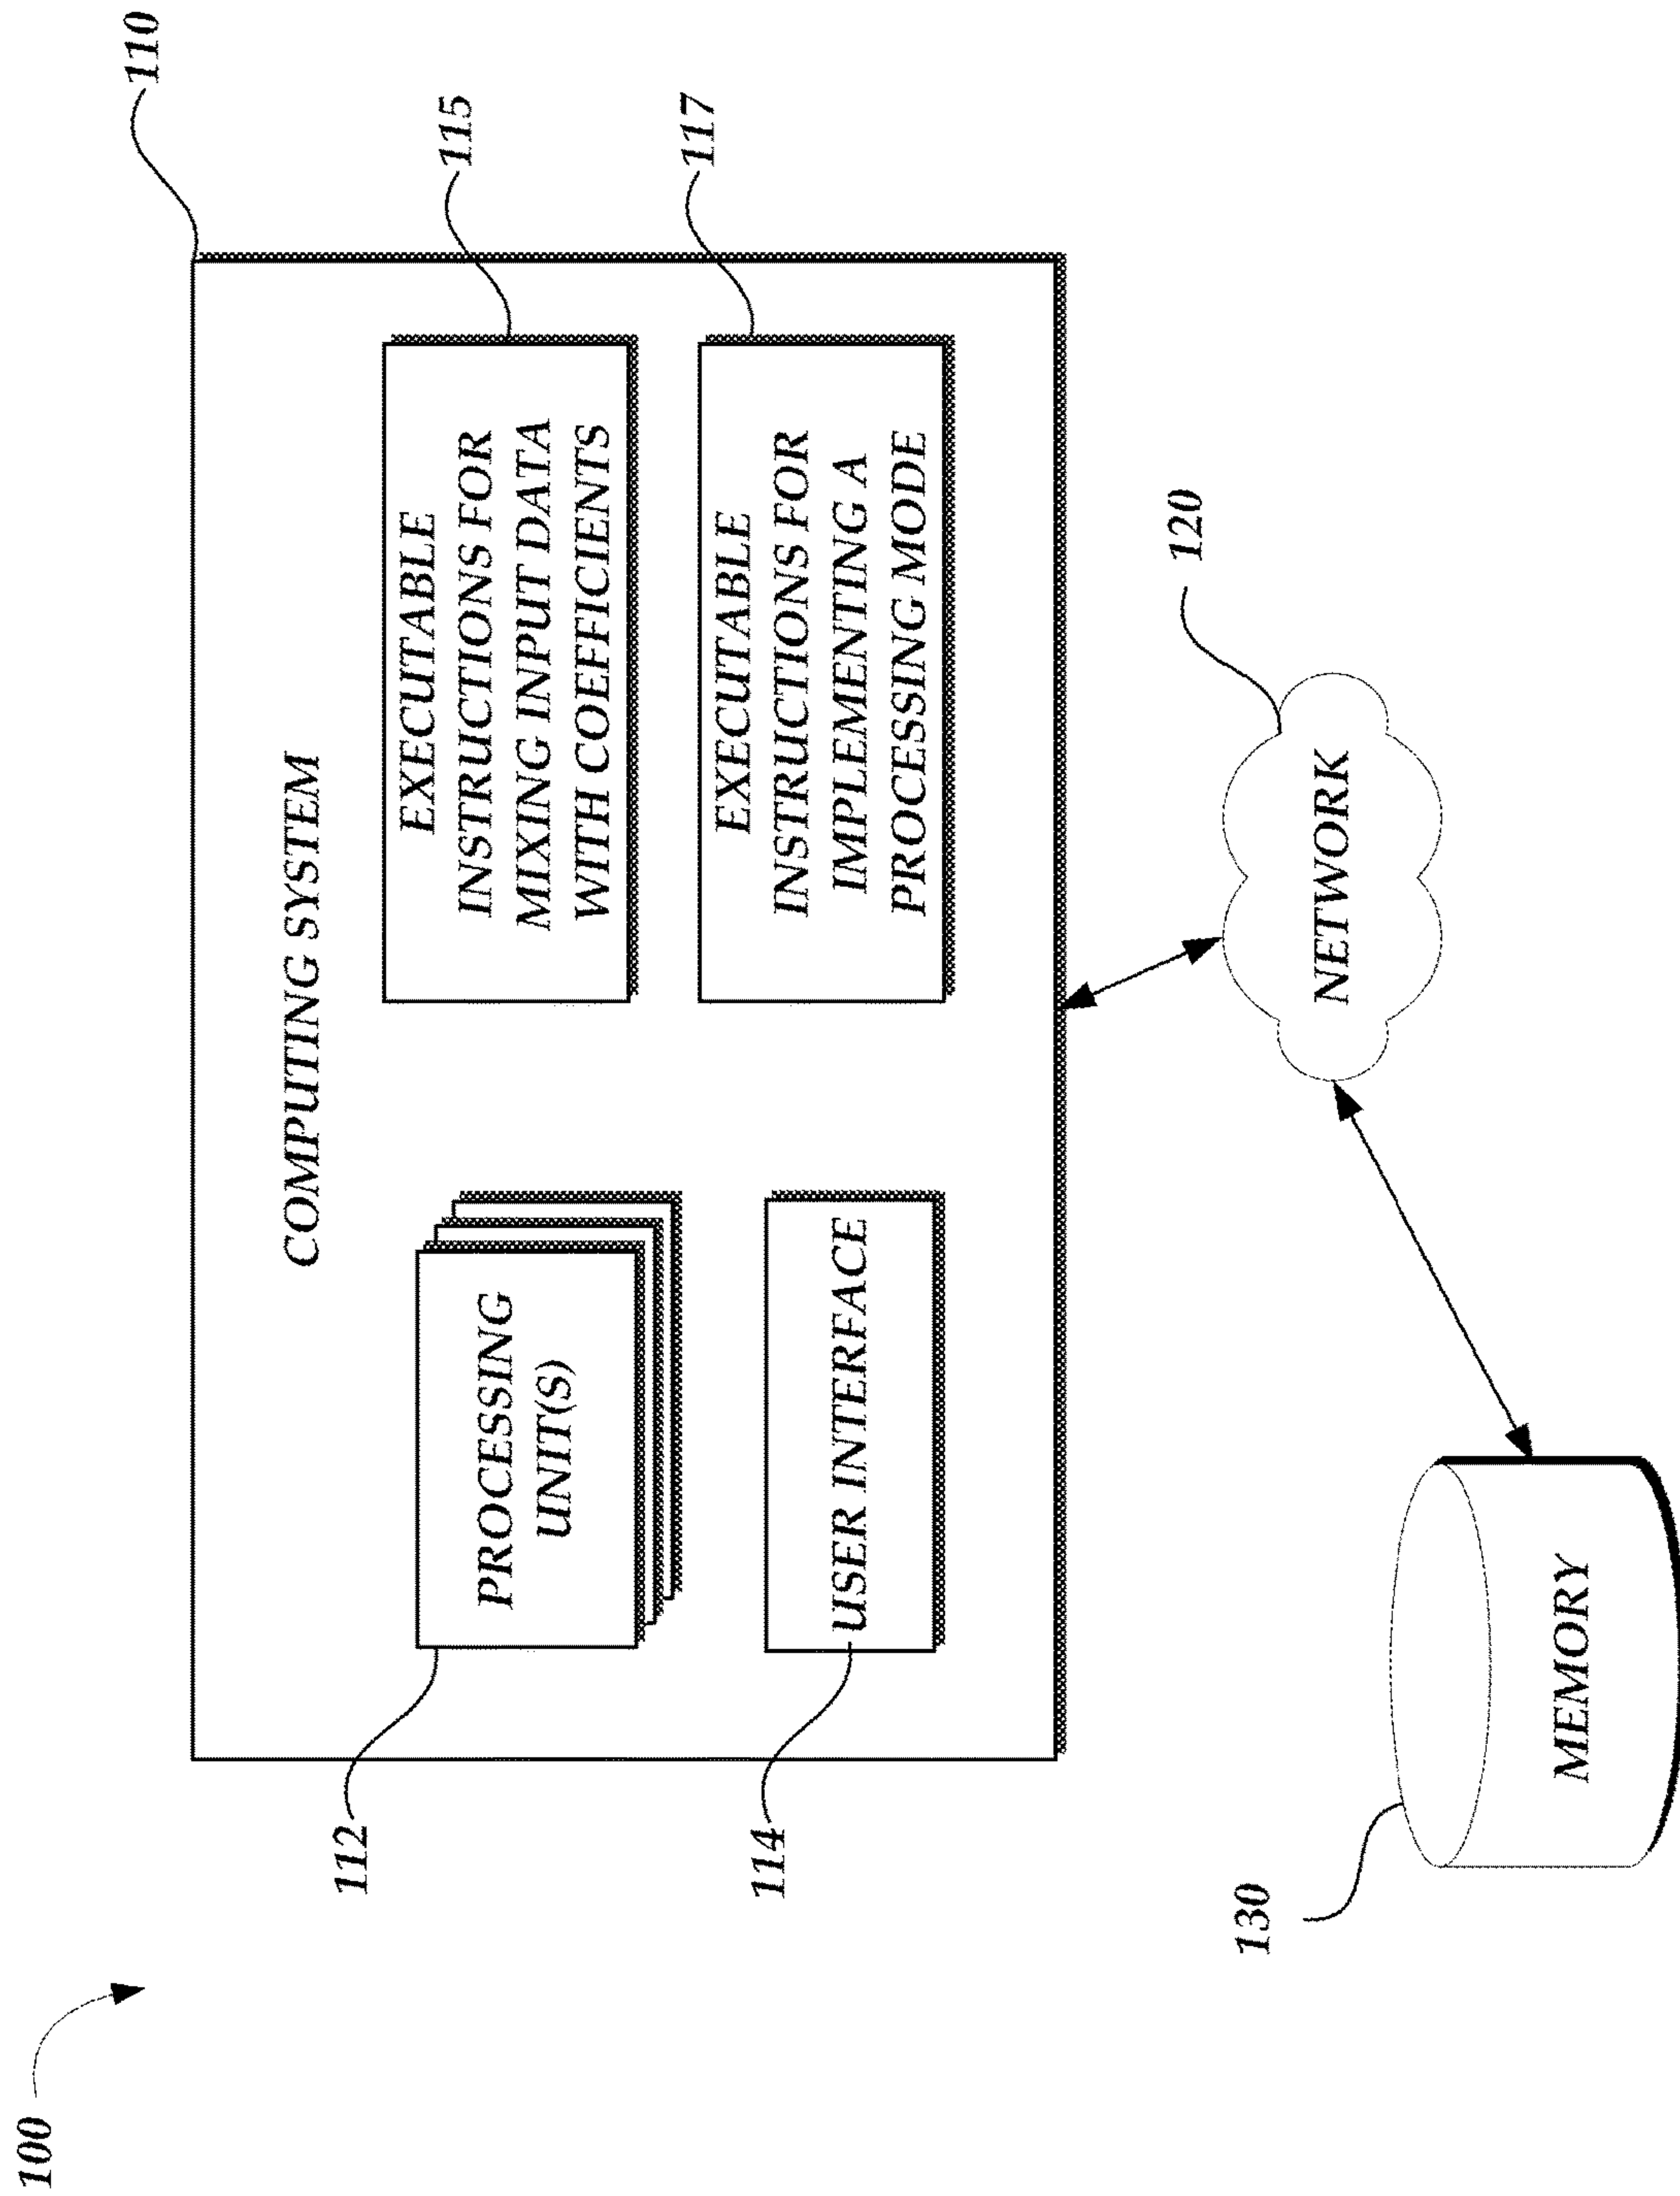 100
110
COMPUTING SYSTEM
112
PROCESSING
UNIT(S)
EXECUTABLE
INSTRUCTIONS FOR
MIXING INPUT DATA
WITH COEFFICIENTS
115
114
USER INTERFACE
EXECUTABLE
INSTRUCTIONS FOR
IMPLEMENTING A
PROCESSING MODE
117
120
NETWORK
130
MEMORY